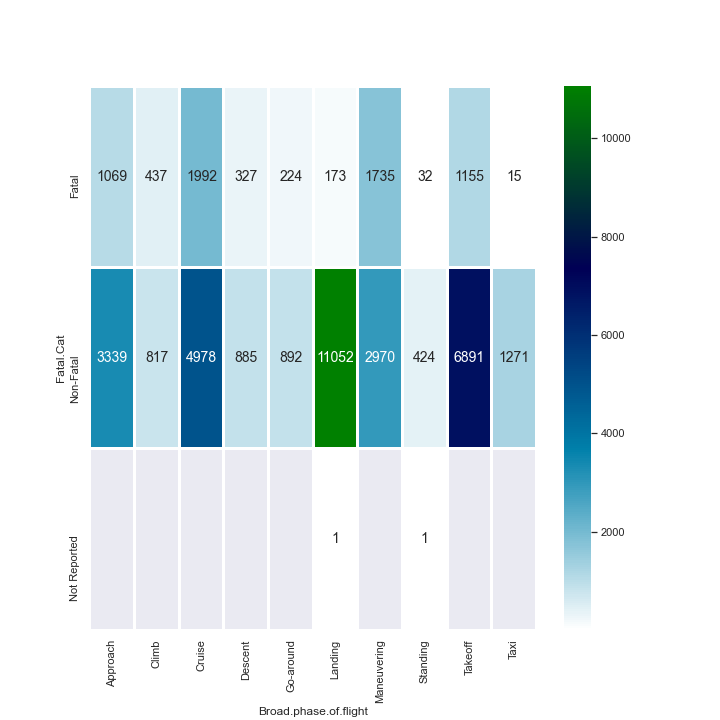 Fatal.Cat
Fatal
1069 437 1992 327 224 173 1735 32 1155 15
Non-Fatal
3339 817 4978 885 892 11052 2970 424 6891 1271
Not Reported
1 1
Approach Climb Cruise Descent Go-around Landing Maneuvering Standing Takeoff Taxi
Broad.phase.of.flight
10000
8000
6000
4000
2000